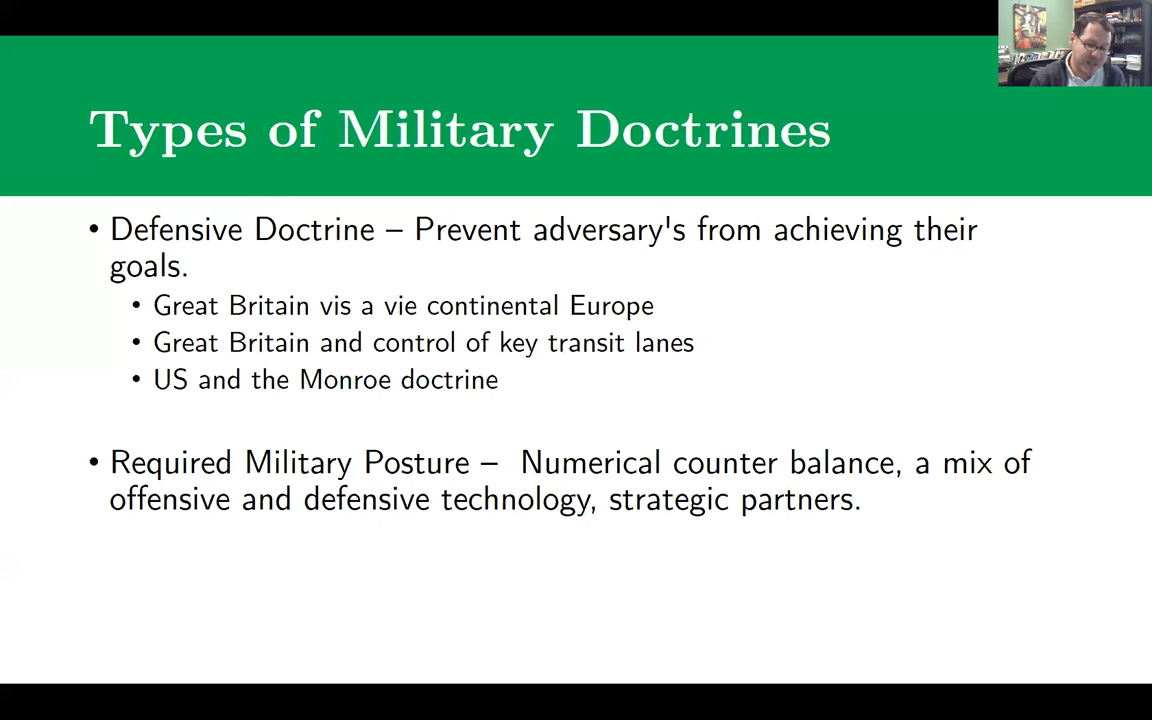 Types of Military Doctrines
• Defensive Doctrine – Prevent adversary's from achieving their
goals.
• Great Britain vis a vie continental Europe
• Great Britain and control of key transit lanes
• US and the Monroe doctrine
• Required Military Posture – Numerical counter balance, a mix of
offensive and defensive technology, strategic partners.